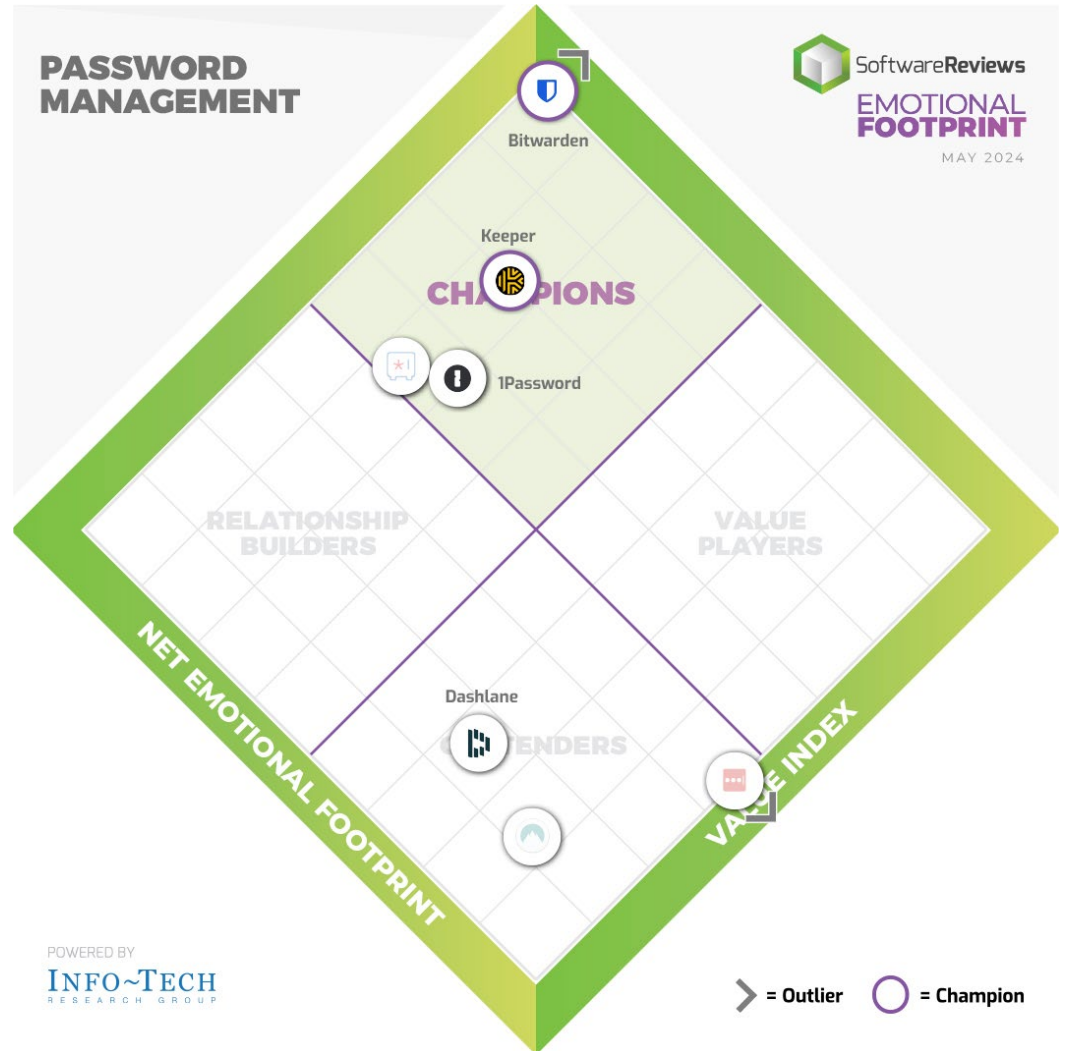 PASSWORD
MANAGEMENT
SoftwareReviews
EMOTIONAL
FOOTPRINT
MAY 2024
Bitwarden
Keeper
CHAMPIONS
1Password
RELATIONSHIP
BUILDERS
VALUE
PLAYERS
Dashlane
CONTENDERS
NET EMOTIONAL FOOTPRINT
VALUE INDEX
POWERED BY
INFO~TECH
RESEARCH GROUP
= Outlier
= Champion